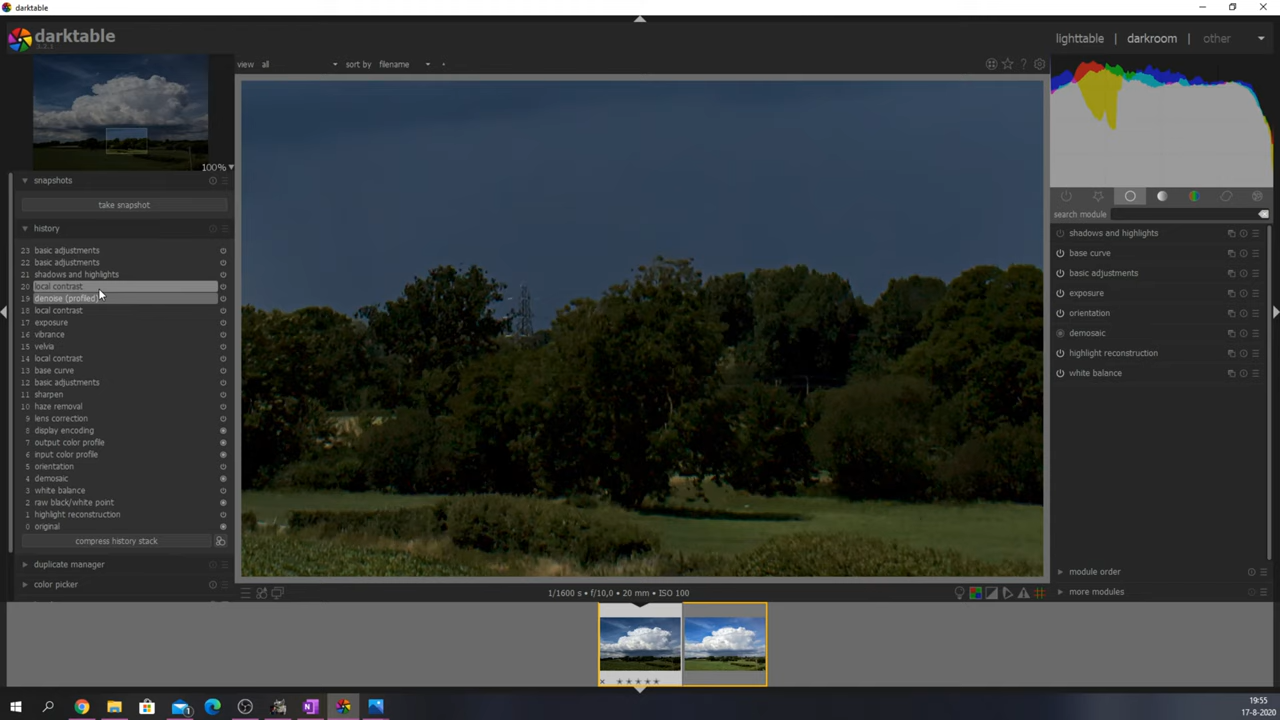 darktable
darktable
3.2.1
lighttable | darkroom | other
view all sort by filename
100%
snapshots
take snapshot
history
23 basic adjustments
22 basic adjustments
21 shadows and highlights
20 local contrast
19 denoise (profiled)
18 local contrast
17 exposure
16 vibrance
15 velvia
14 local contrast
13 base curve
12 basic adjustments
11 sharpen
10 haze removal
9 lens correction
8 display encoding
7 output color profile
6 input color profile
5 orientation
4 demosaic
3 white balance
2 raw black/white point
1 highlight reconstruction
0 original
compress history stack
duplicate manager
color picker
1/1600 s • f/10,0 • 20 mm • ISO 100
search module
shadows and highlights
base curve
basic adjustments
exposure
orientation
demosaic
highlight reconstruction
white balance
module order
more modules
19:55
17-8-2020